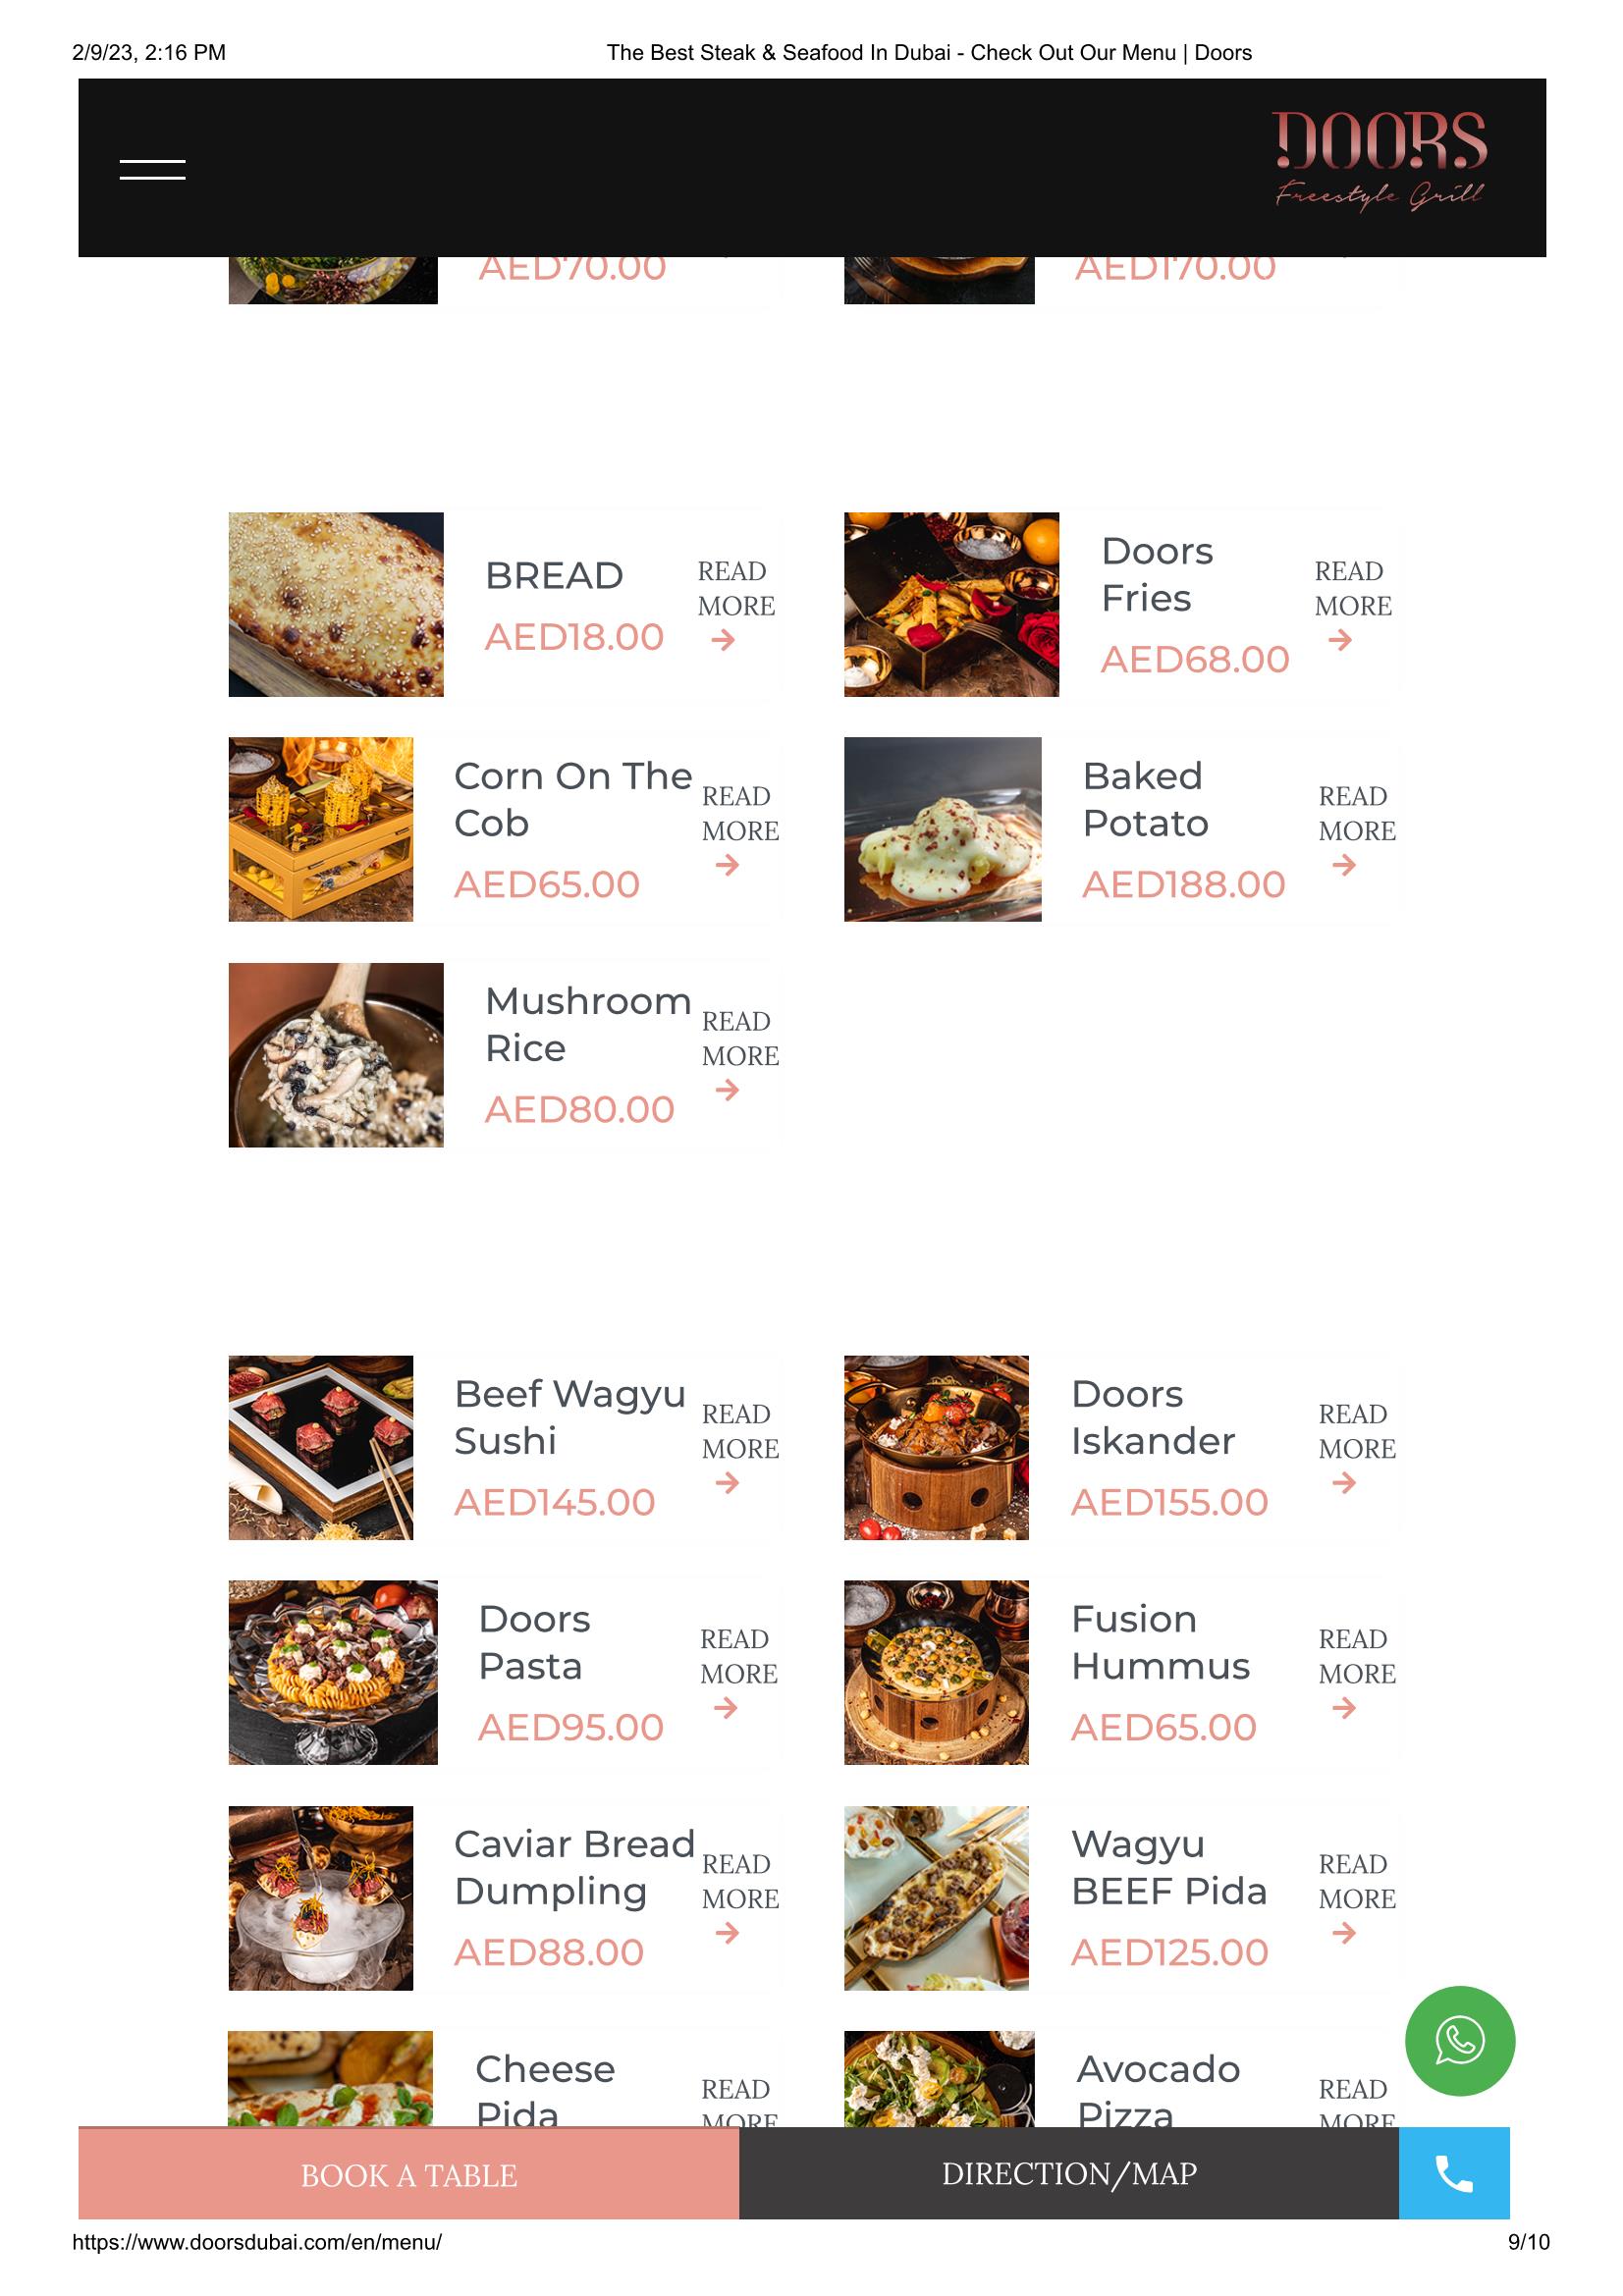 2/9/23, 2:16 PM
The Best Steak & Seafood In Dubai - Check Out Our Menu | Doors
DOORS
Freestyle Grill
AED70.00
AED170.00
BREAD
AED18.00
READ
MORE
Doors
Fries
AED68.00
READ
MORE
Corn On The
Cob
AED65.00
READ
MORE
Baked
Potato
AED188.00
READ
MORE
Mushroom
Rice
AED80.00
READ
MORE
Beef Wagyu
Sushi
AED145.00
READ
MORE
Doors
Iskander
AED155.00
READ
MORE
Doors
Pasta
AED95.00
READ
MORE
Fusion
Hummus
AED65.00
READ
MORE
Caviar Bread
Dumpling
AED88.00
READ
MORE
Wagyu
BEEF Pida
AED125.00
READ
MORE
Cheese
Pida
READ
MORE
Avocado
Pizza
READ
MORE
BOOK A TABLE
DIRECTION/MAP
https://www.doorsdubai.com/en/menu/
9/10